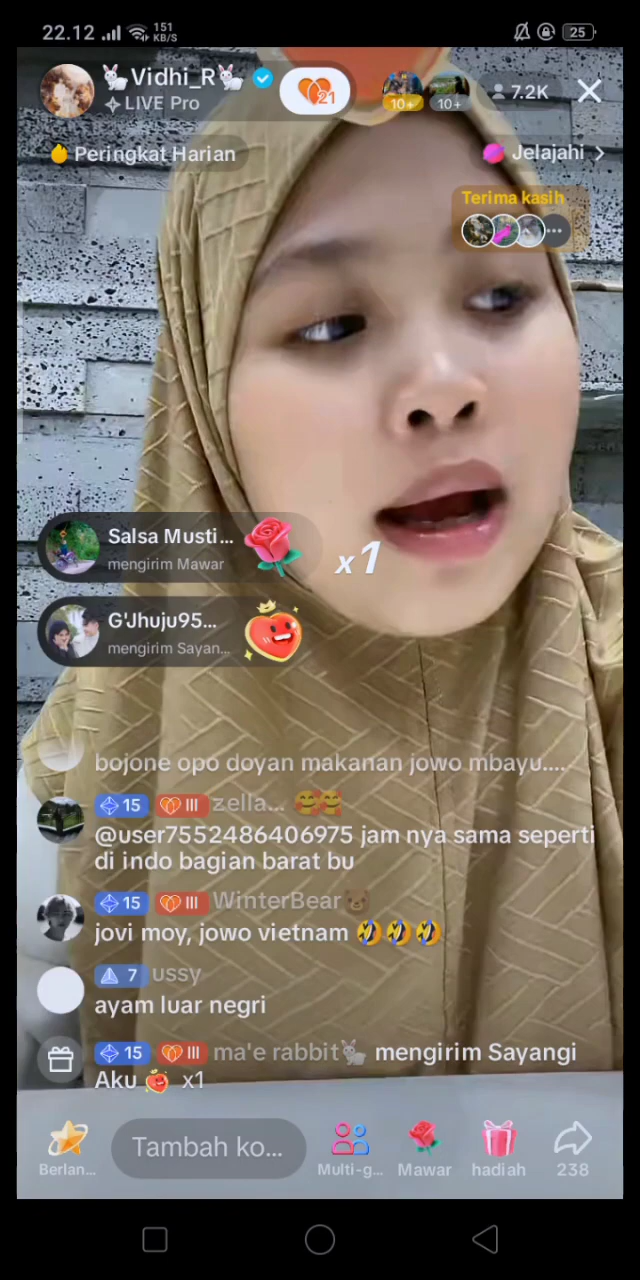 22.12
151
KB/S
25
Vidhi_R
LIVE Pro
21
10+
10+
7.2K
Peringkat Harian
Jelajahi
Terima kasih
Salsa Musti...
mengirim Mawar
x1
G'Jhuju95...
mengirim Sayan...
bojone opo doyan makanan jowo mbayu....
15 III zella... 🥰🥰
@user7552486406975 jam nya sama seperti
di indo bagian barat bu
15 III WinterBear🐻
jovi moy, jowo vietnam 🤣🤣🤣
7 ussy
ayam luar negri
15 III ma'e rabbit🐇 mengirim Sayangi
Aku x1
Berlan...
Tambah ko...
Multi-g...
Mawar
hadiah
238